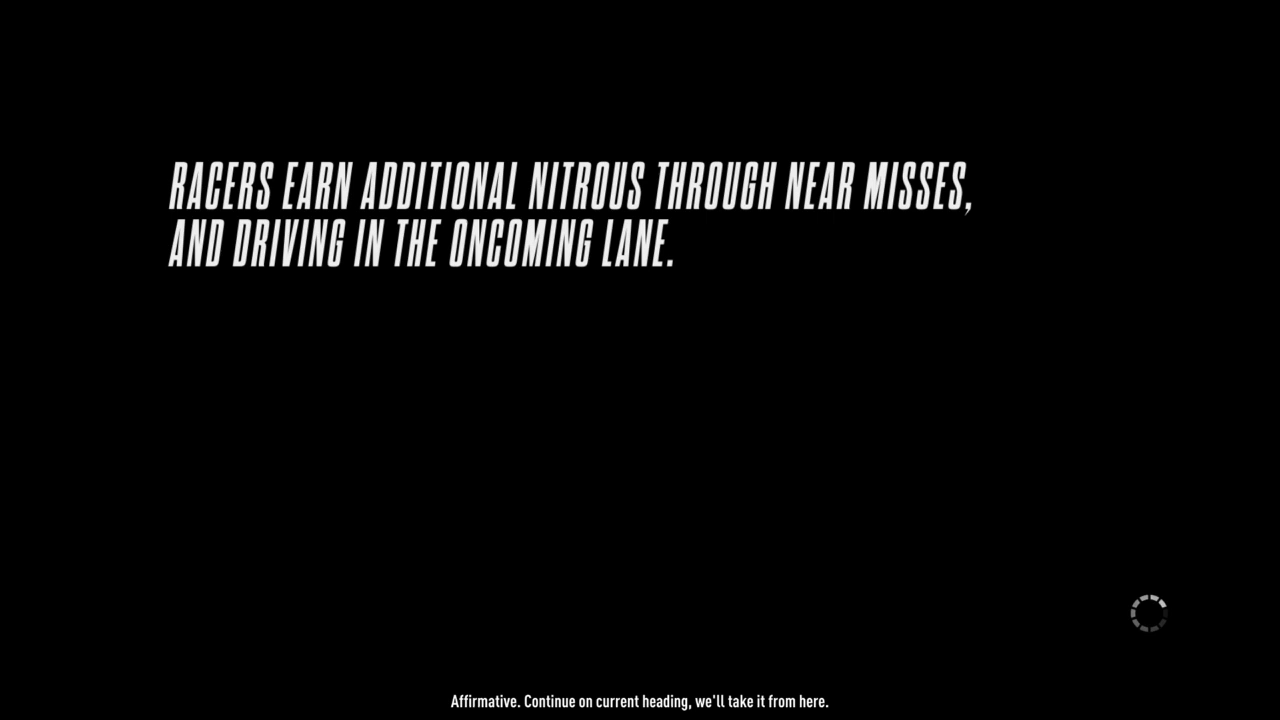 RACERS EARN ADDITIONAL NITROUS THROUGH NEAR MISSES,
AND DRIVING IN THE ONCOMING LANE.
Affirmative. Continue on current heading, we'll take it from here.